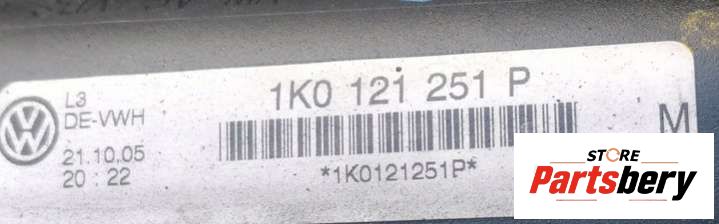 L3
DE-VWH
21.10.05
20:22
1K0 121 251 P
*1K0121251P*
M
STORE
Partsbery